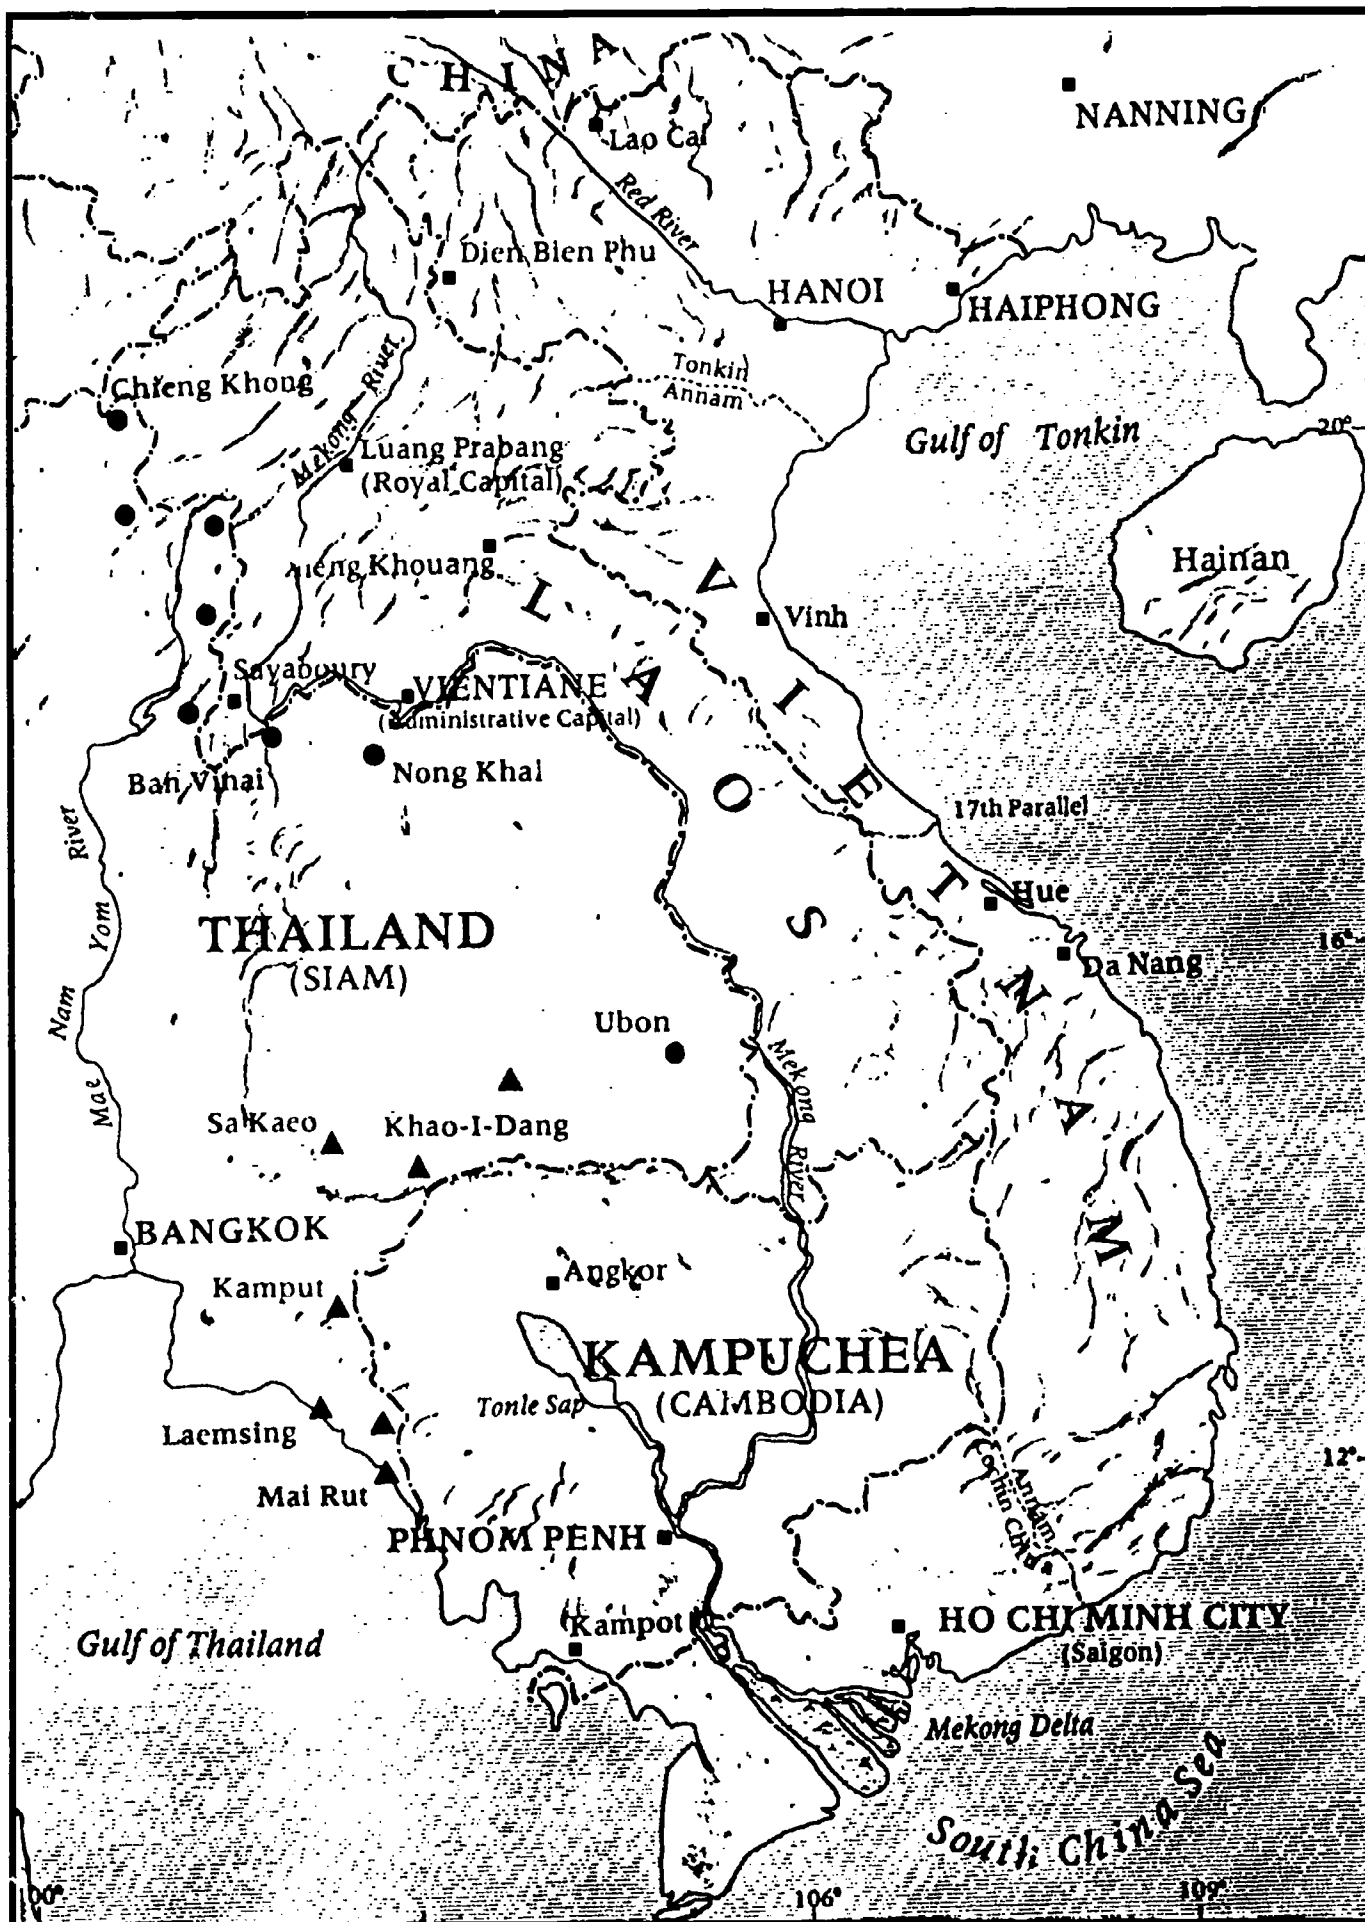 CHINA
NANNING
Lao Cai
Red River
Dien Bien Phu
HANOI
HAIPHONG
Tonkin
Annam
Chieng Khong
Mekong River
Luang Prabang
(Royal Capital)
Gulf of Tonkin
20°
Hainan
Khouang
LAOS
VIETNAM
Vinh
Sayaboury
VIENTIANE
(Administrative Capital)
Ban Vinai
Nong Khai
17th Parallel
Hue
THAILAND
(SIAM)
16°
Da Nang
Mae Nam Yom River
Ubon
Mekong River
Sa Kaeo
Khao-I-Dang
BANGKOK
Kamput
Angkor
KAMPUCHEA
(CAMBODIA)
Tonle Sap
Laemsing
12°
Mai Rut
Annam
Cochin
PHNOM PENH
Kampot
HO CHI MINH CITY
(Saigon)
Gulf of Thailand
Mekong Delta
South China Sea
100°
106°
109°